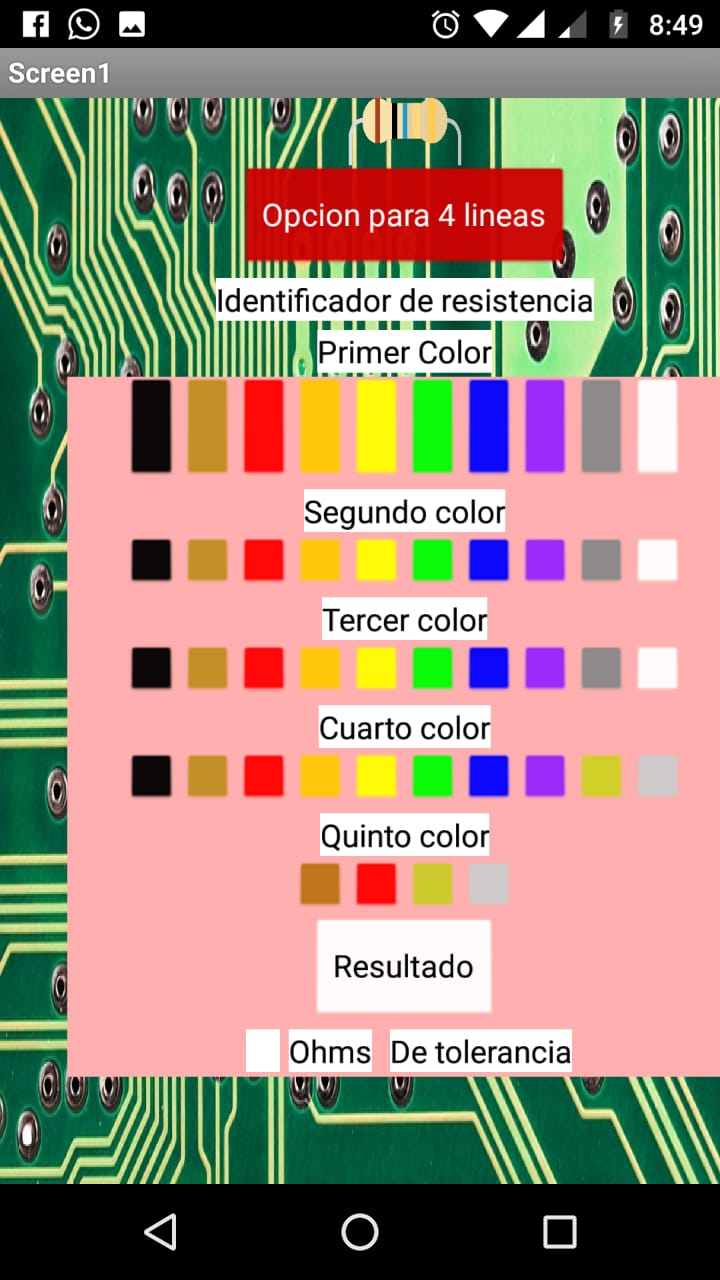 8:49
Screen1
Opcion para 4 lineas
Identificador de resistencia
Primer Color
Segundo color
Tercer color
Cuarto color
Quinto color
Resultado
Ohms De tolerancia